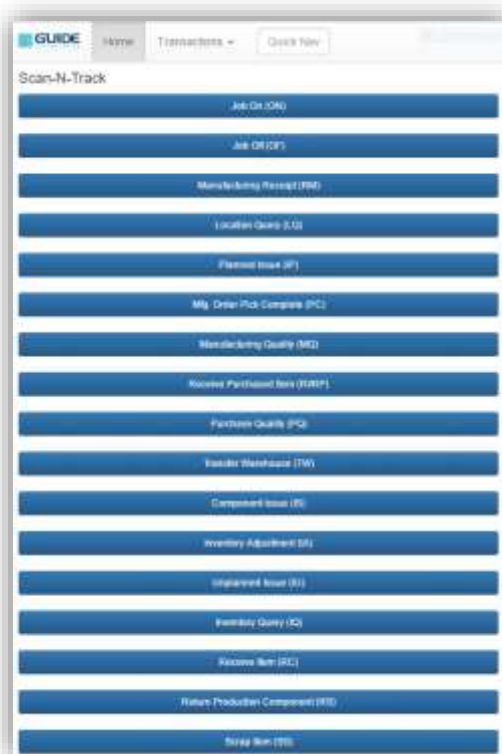 GUIDE Home Transactions Quick Nav
Scan-N-Track
Job On (ON)
Job Off (OF)
Manufacturing Receipt (RM)
Location Query (LQ)
Planned Issue (IP)
Mfg. Order Pick Complete (PC)
Manufacturing Quality (MQ)
Receive Purchased Item
Purchase Quality (PQ)
Transfer Warehouse (TW)
Component Issue (IS)
Inventory Adjustment (IA)
Unplanned Issue (IU)
Inventory Query (IQ)
Receive Item (RC)
Return Production Component (RS)
Scrap Item (SS)